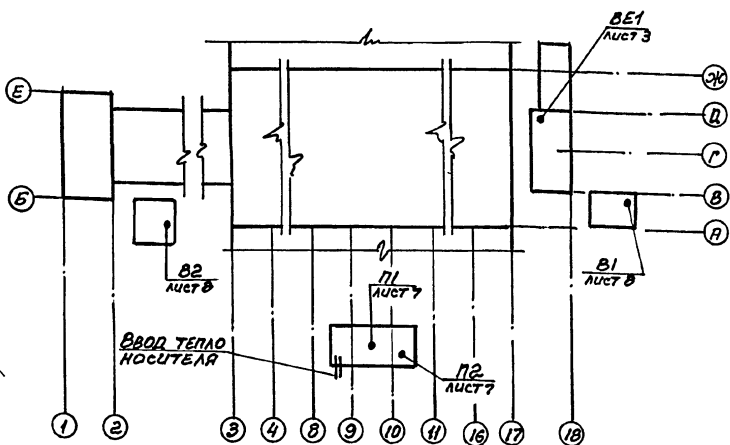 ВЕ1
лист 3
Е
Ж
Д
Г
Б
В
В2
лист 8
П1
лист 7
В1
лист 8
А
Ввод тепло
носителя
П2
лист 7
1
2
3
4
8
9
10
11
16
17
18